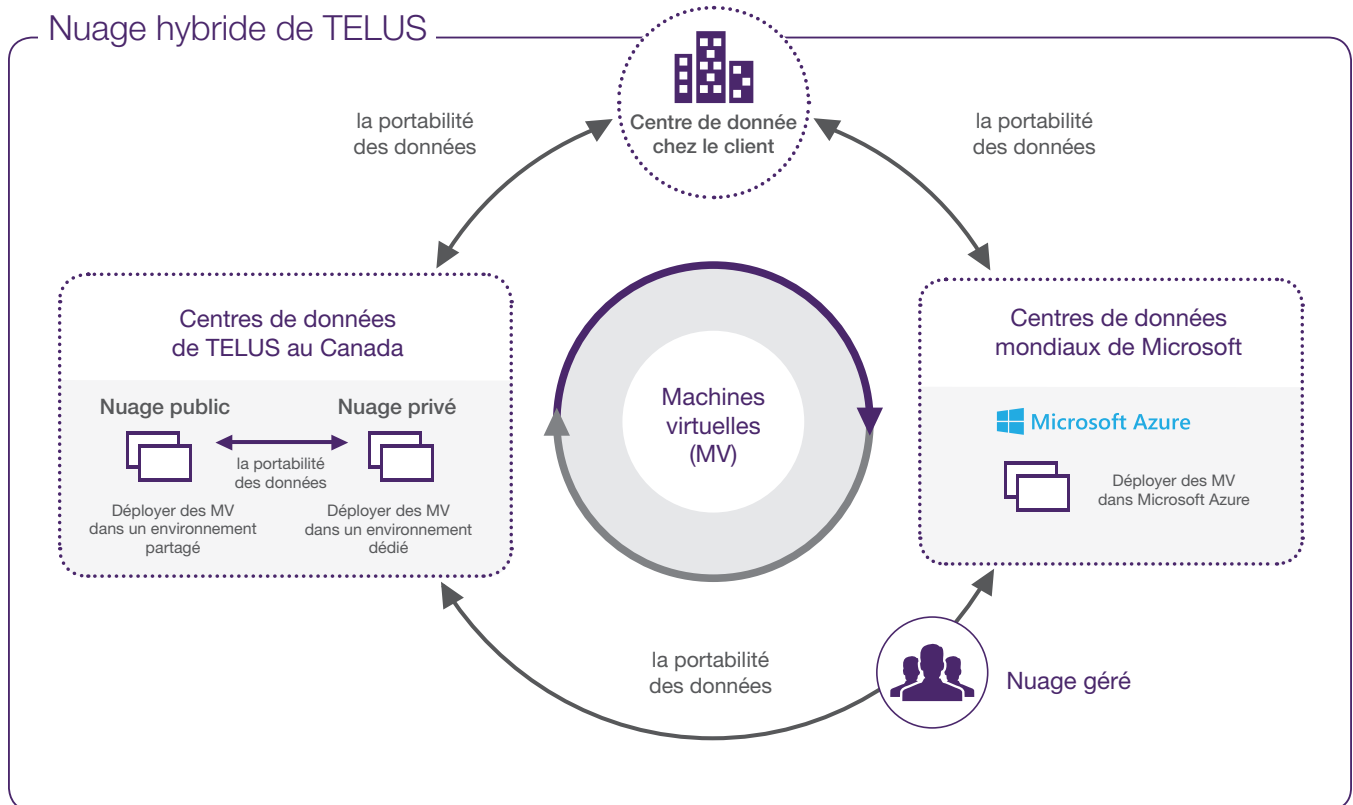 Nuage hybride de TELUS
Centre de donnée
chez le client
la portabilité
des données
la portabilité
des données
Centres de données
de TELUS au Canada
Nuage public
Nuage privé
la portabilité
des données
Déployer des MV
dans un environnement
partagé
Déployer des MV
dans un environnement
dédié
Machines
virtuelles
(MV)
Centres de données
mondiaux de Microsoft
Microsoft Azure
Déployer des MV
dans Microsoft Azure
la portabilité
des données
Nuage géré